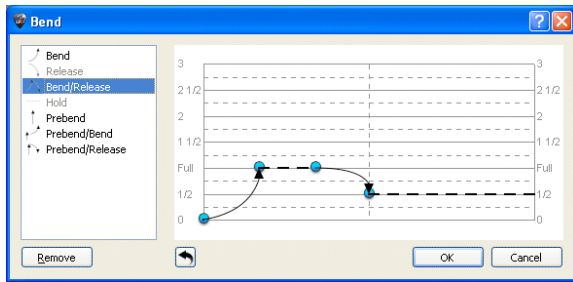 Bend
Bend
Release
Bend/Release
Hold
Prebend
Prebend/Bend
Prebend/Release
3
3
2 1/2
2 1/2
2
2
1 1/2
1 1/2
Full
Full
1/2
1/2
0
0
Remove
OK
Cancel